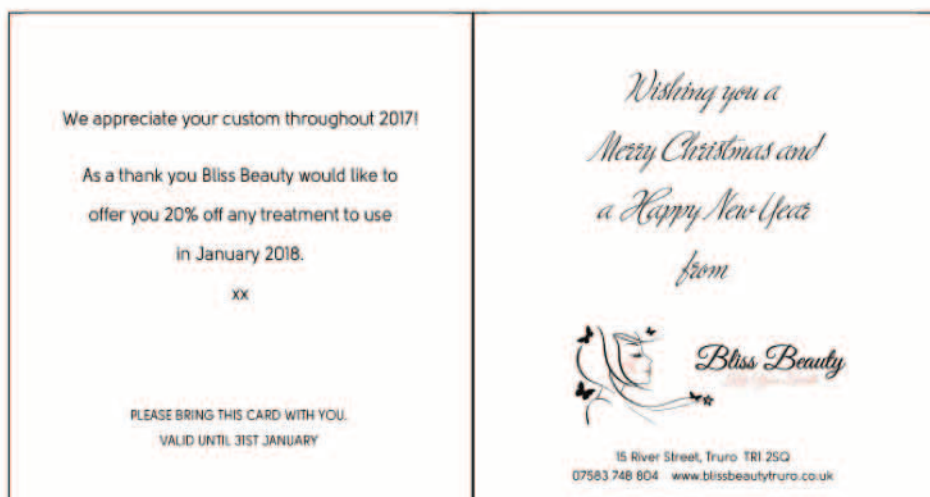 We appreciate your custom throughout 2017!
As a thank you Bliss Beauty would like to
offer you 20% off any treatment to use
in January 2018.
xx
PLEASE BRING THIS CARD WITH YOU.
VALID UNTIL 31ST JANUARY
Wishing you a
Merry Christmas and
a Happy New Year
from
Bliss Beauty
15 River Street, Truro TR1 2SQ
07583 748 804 www.blissbeautytruro.co.uk